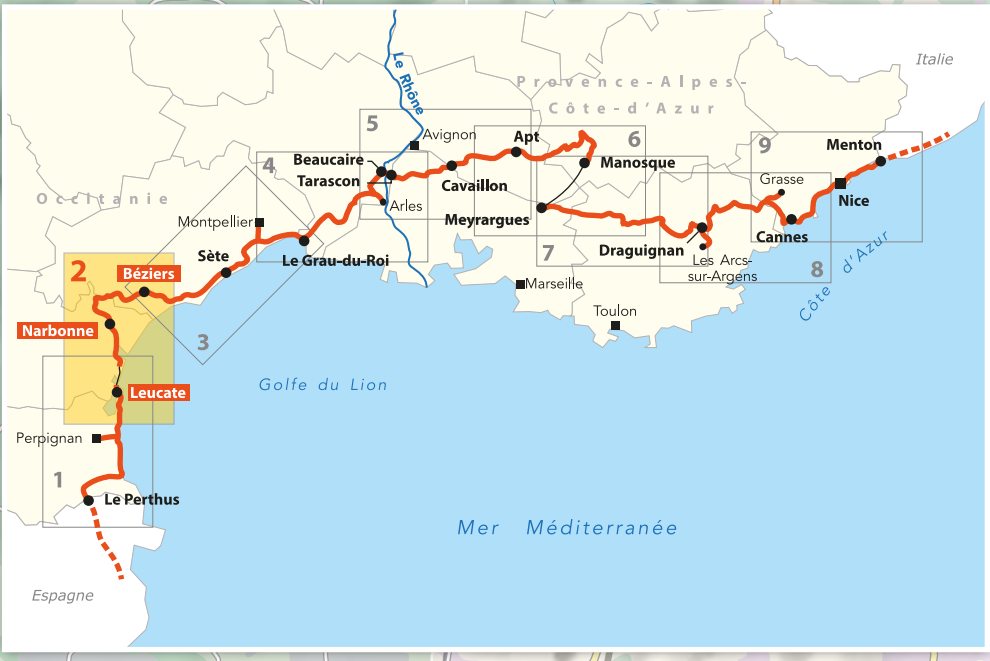 Italie
Le Rhône
Provence-Alpes-
Côte-d'Azur
5
Avignon
Apt
6
9
Menton
Beaucaire
4
Manosque
Tarascon
Cavaillon
Grasse
Occitanie
Arles
Nice
Montpellier
Meyrargues
Cannes
Draguignan
Sète
Le Grau-du-Roi
7
Les Arcs-
sur-Argens
8
Côte d'Azur
2
Béziers
Marseille
Toulon
Narbonne
3
Golfe du Lion
Leucate
Perpignan
1
Le Perthus
Mer Méditerranée
Espagne